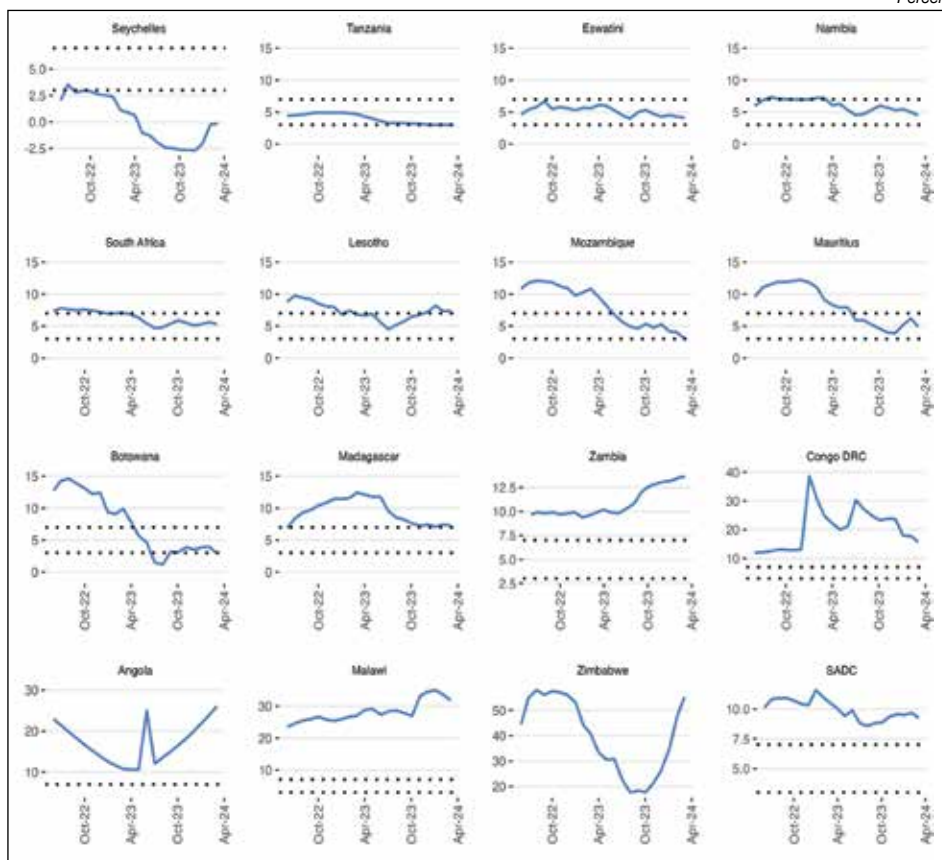 Percen
Seychelles Tanzania Eswatini Namibia
5.0 2.5 0.0 -2.5
15 10 5 0
15 10 5 0
15 10 5 0
Oct-22 Apr-23 Oct-23 Apr-24 Oct-22 Apr-23 Oct-23 Apr-24 Oct-22 Apr-23 Oct-23 Apr-24 Oct-22 Apr-23 Oct-23 Apr-24
South Africa Lesotho Mozambique Mauritius
15 10 5 0
15 10 5 0
15 10 5 0
15 10 5 0
Oct-22 Apr-23 Oct-23 Apr-24 Oct-22 Apr-23 Oct-23 Apr-24 Oct-22 Apr-23 Oct-23 Apr-24 Oct-22 Apr-23 Oct-23 Apr-24
Botswana Madagascar Zambia Congo DRC
15 10 5 0
15 10 5 0
12.5 10.0 7.5 5.0 2.5
40 30 20 10
Oct-22 Apr-23 Oct-23 Apr-24 Oct-22 Apr-23 Oct-23 Apr-24 Oct-22 Apr-23 Oct-23 Apr-24 Oct-22 Apr-23 Oct-23 Apr-24
Angola Malawi Zimbabwe SADC
30 20 10
30 20 10
50 40 30 20
10.0 7.5 5.0
Oct-22 Apr-23 Oct-23 Apr-24 Oct-22 Apr-23 Oct-23 Apr-24 Oct-22 Apr-23 Oct-23 Apr-24 Oct-22 Apr-23 Oct-23 Apr-24